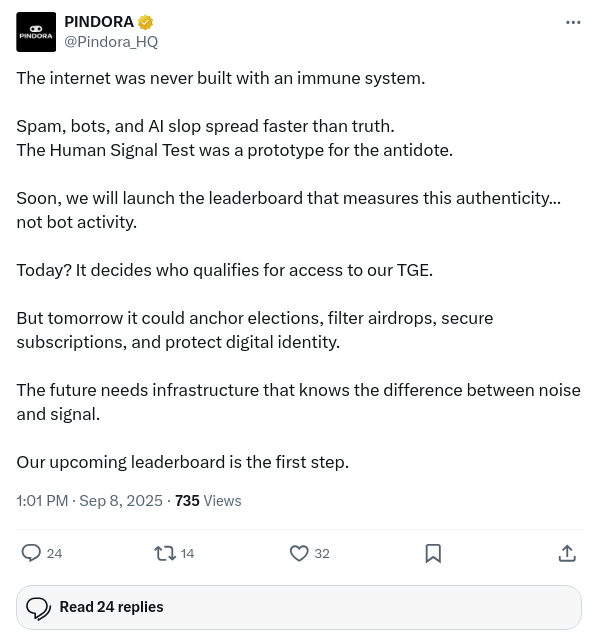 PINDORA
PINDORA
@Pindora_HQ
The internet was never built with an immune system.
Spam, bots, and AI slop spread faster than truth.
The Human Signal Test was a prototype for the antidote.
Soon, we will launch the leaderboard that measures this authenticity...
not bot activity.
Today? It decides who qualifies for access to our TGE.
But tomorrow it could anchor elections, filter airdrops, secure
subscriptions, and protect digital identity.
The future needs infrastructure that knows the difference between noise
and signal.
Our upcoming leaderboard is the first step.
1:01 PM · Sep 8, 2025 · 735 Views
24 14 32
Read 24 replies